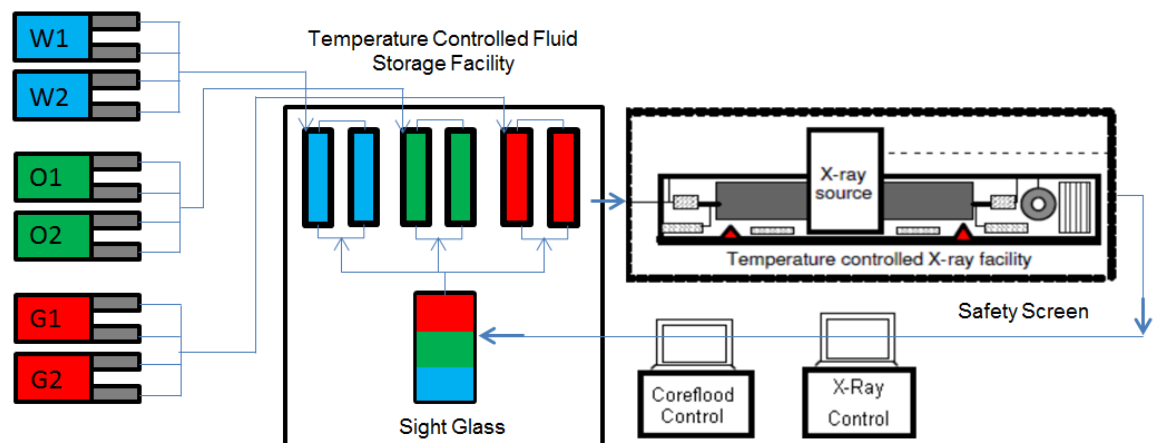 W1
W2
O1
O2
G1
G2
Temperature Controlled Fluid
Storage Facility
X-ray
source
Temperature controlled X-ray facility
Safety Screen
Sight Glass
Coreflood
Control
X-Ray
Control